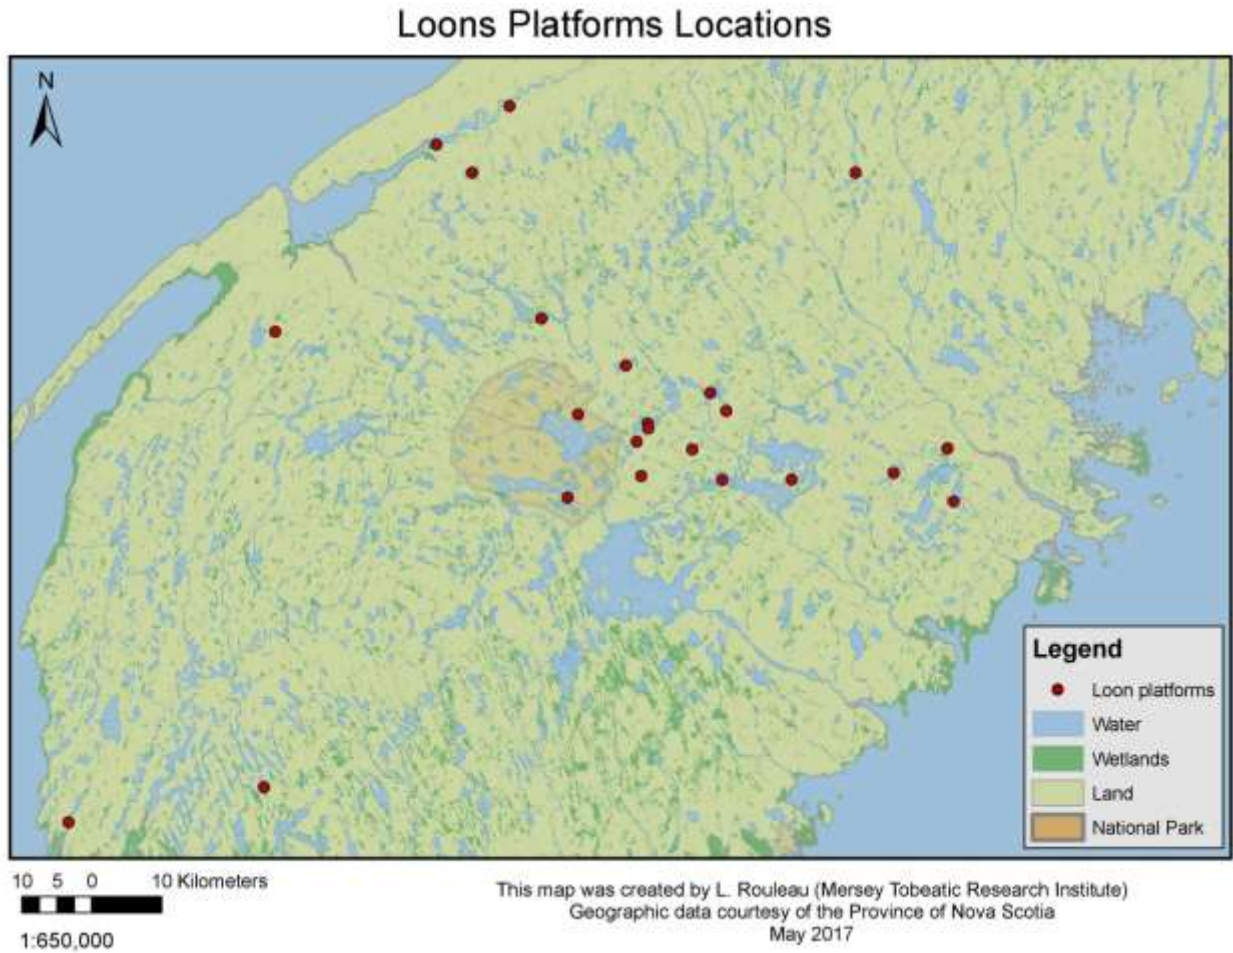 Loons Platforms Locations
N
Legend
Loon platforms
Water
Wetlands
Land
National Park
10 5 0 10 Kilometers
1:650,000
This map was created by L. Rouleau (Mersey Tobeatic Research Institute)
Geographic data courtesy of the Province of Nova Scotia
May 2017